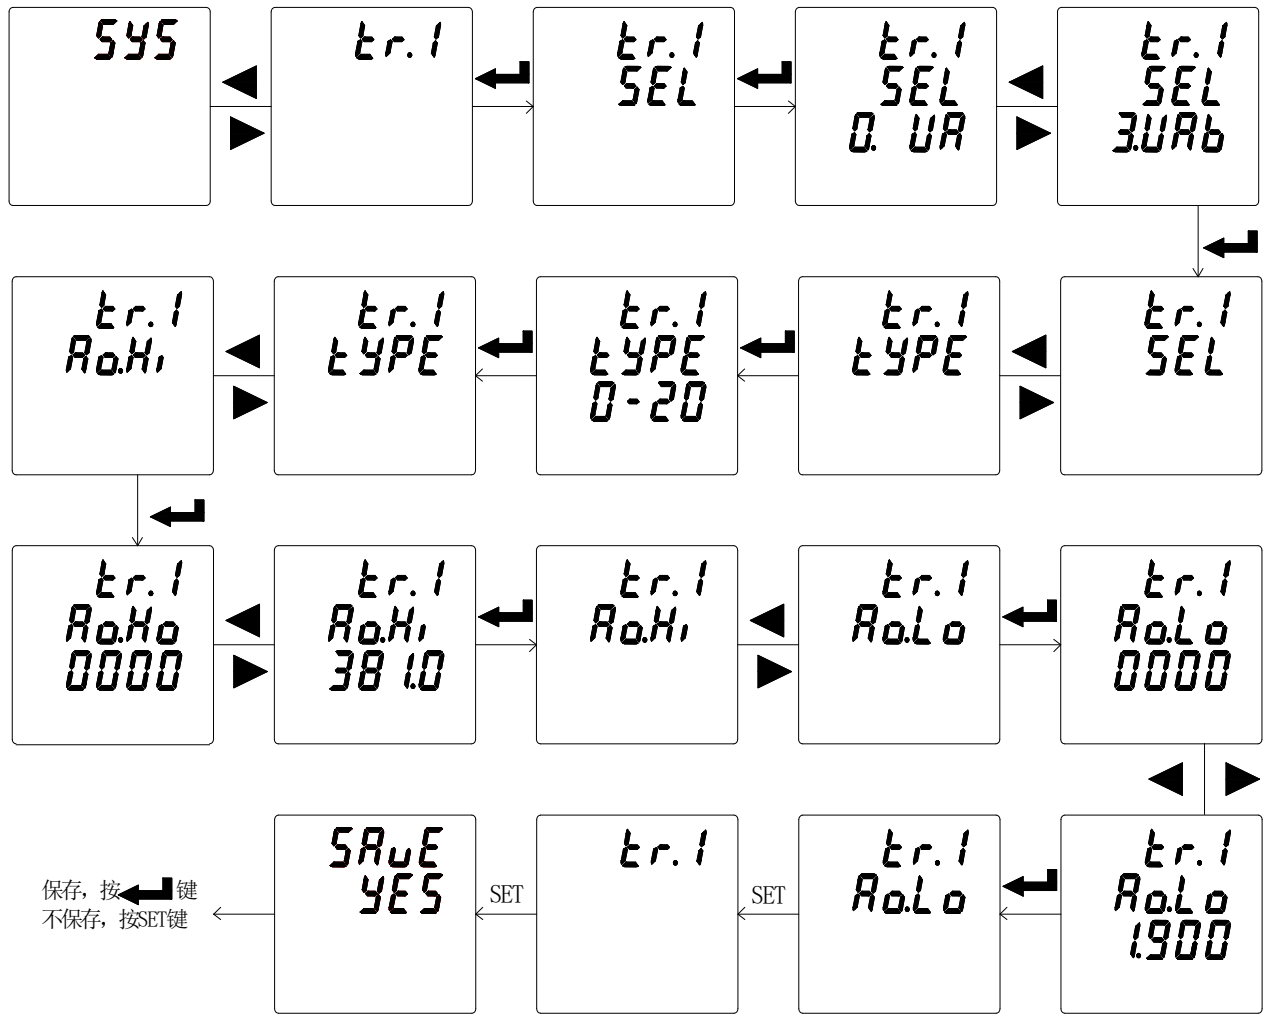 SYS
tr.1
tr.1
SEL
tr.1
SEL
0. UA
tr.1
SEL
3.UAb
tr.1
Ao.Hi
tr.1
tYPE
tr.1
tYPE
0-20
tr.1
tYPE
tr.1
SEL
tr.1
Ao.Ho
0000
tr.1
Ao.Hi
381.0
tr.1
Ao.Hi
tr.1
Ao.Lo
tr.1
Ao.Lo
0000
保存，按键
不保存，按SET键
SAvE
YES
SET
tr.1
SET
tr.1
Ao.Lo
tr.1
Ao.Lo
1.900